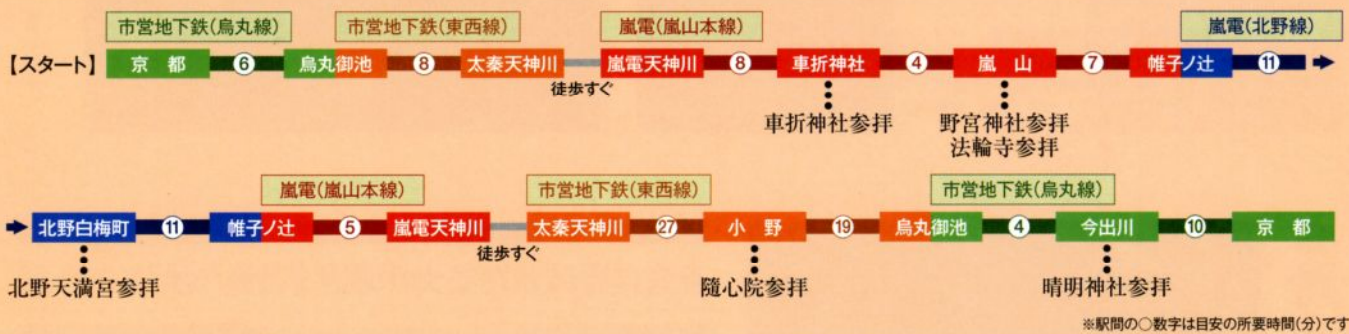 市営地下鉄(烏丸線) 市営地下鉄(東西線) 嵐電(嵐山本線) 嵐電(北野線)
【スタート】 京都 ⑥ 烏丸御池 ⑧ 太秦天神川 嵐電天神川 ⑧ 車折神社 ④ 嵐山 ⑦ 帷子ノ辻 ⑪
徒歩すぐ
車折神社参拝 野宮神社参拝
法輪寺参拝
嵐電(嵐山本線) 市営地下鉄(東西線) 市営地下鉄(烏丸線)
北野白梅町 ⑪ 帷子ノ辻 ⑤ 嵐電天神川 太秦天神川 ㉗ 小野 ⑲ 烏丸御池 ④ 今出川 ⑩ 京都
徒歩すぐ
北野天満宮参拝 隨心院参拝 晴明神社参拝
※駅間の○数字は目安の所要時間(分)です